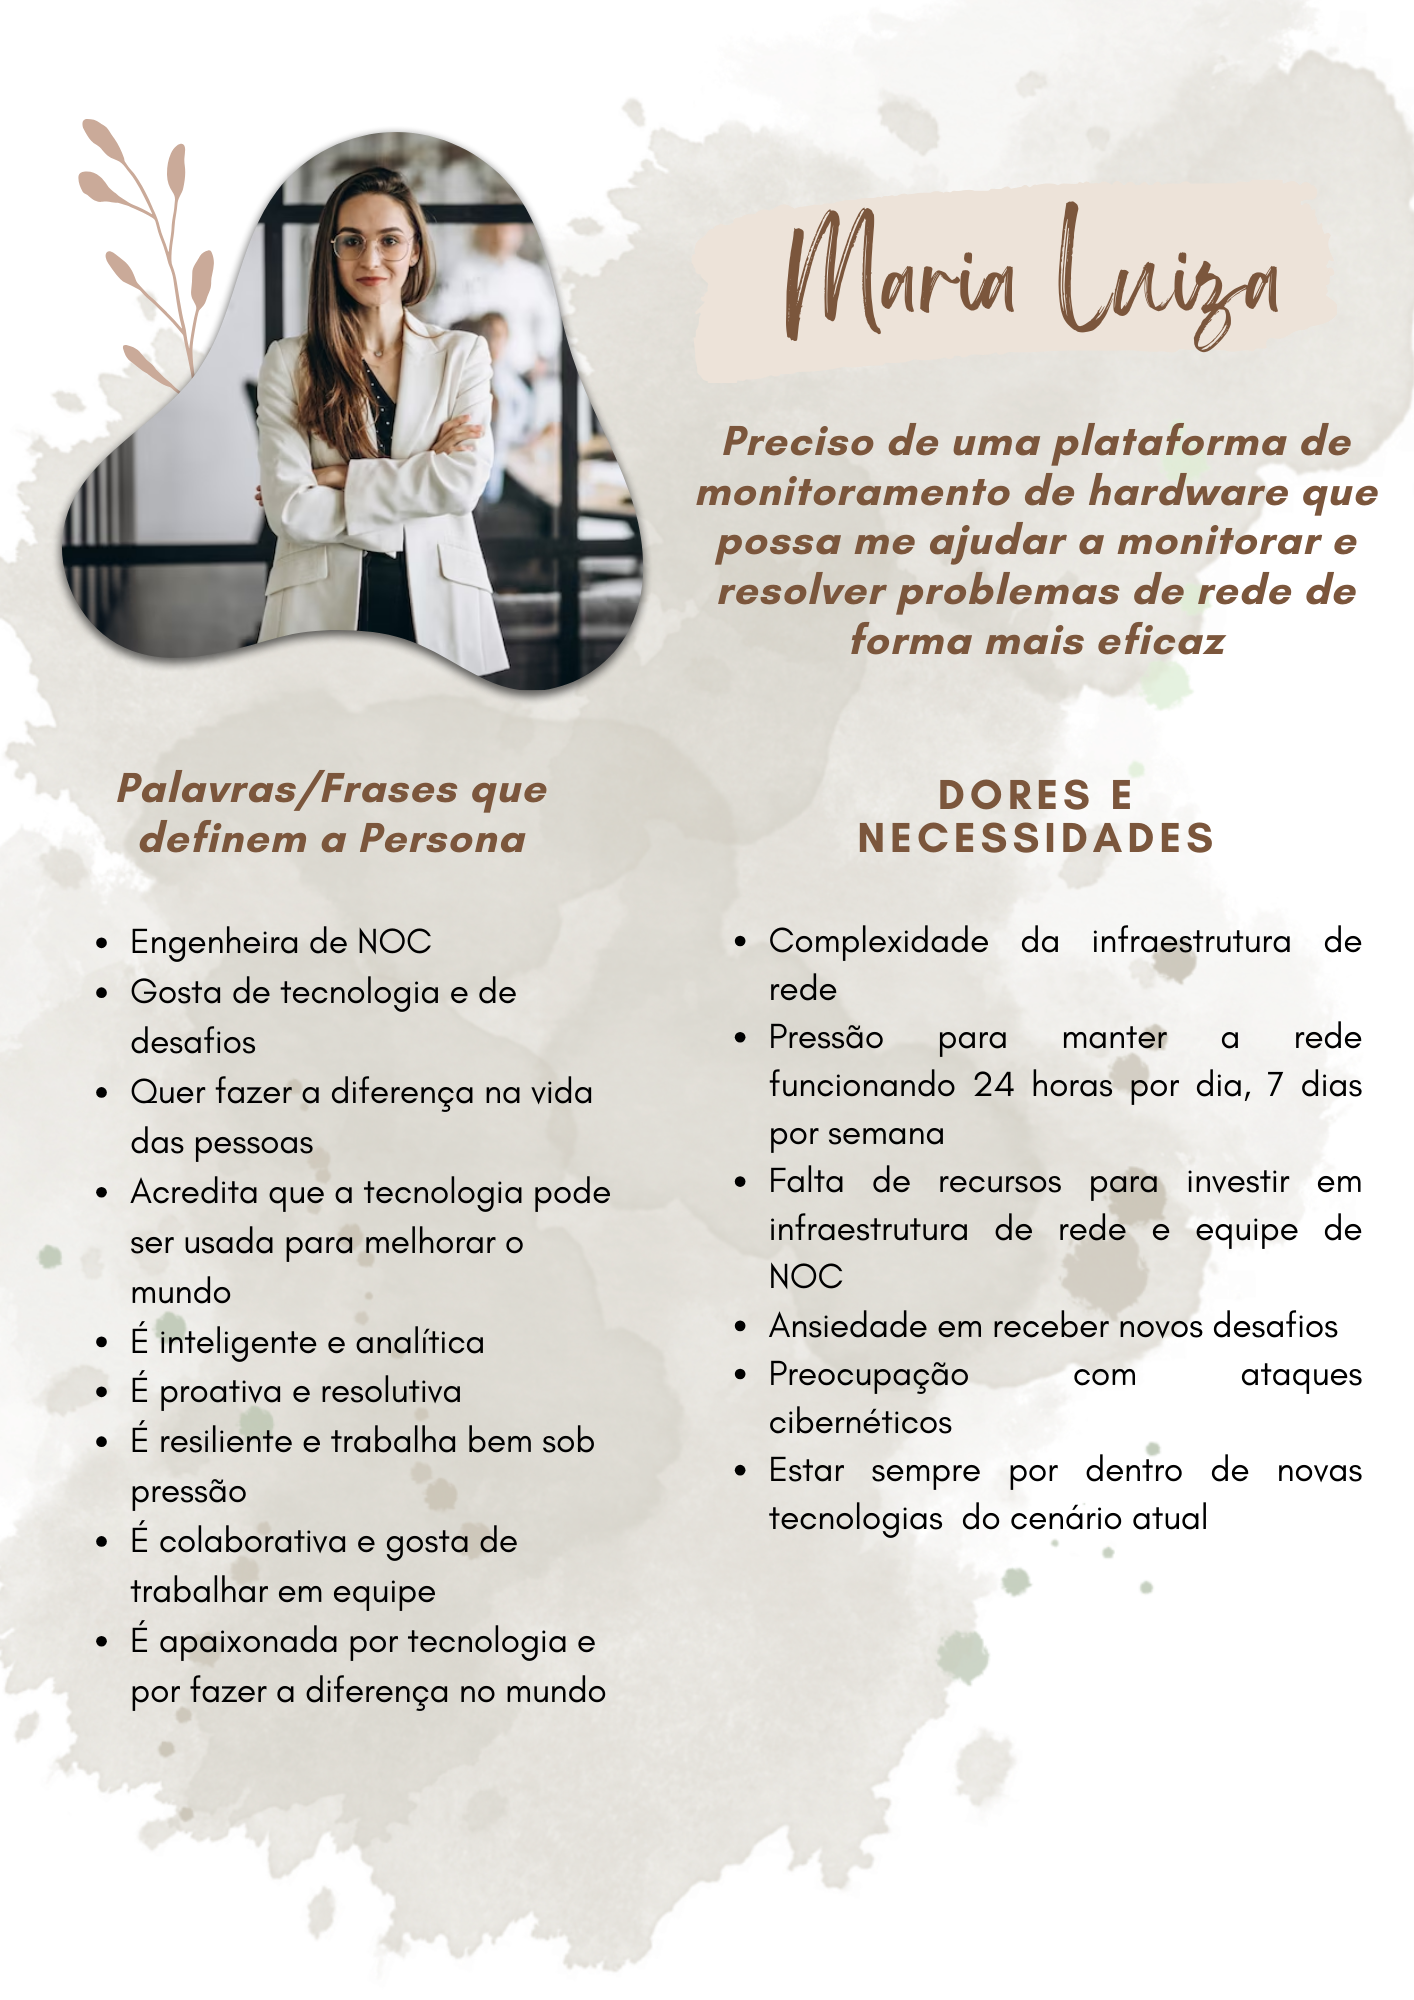 Maria Luiza
Preciso de uma plataforma de
monitoramento de hardware que
possa me ajudar a monitorar e
resolver problemas de rede de
forma mais eficaz
Palavras/Frases que
definem a Persona
• Engenheira de NOC
• Gosta de tecnologia e de
desafios
• Quer fazer a diferença na vida
das pessoas
• Acredita que a tecnologia pode
ser usada para melhorar o
mundo
• É inteligente e analítica
• É proativa e resolutiva
• É resiliente e trabalha bem sob
pressão
• É colaborativa e gosta de
trabalhar em equipe
• É apaixonada por tecnologia e
por fazer a diferença no mundo
DORES E
NECESSIDADES
• Complexidade da infraestrutura de
rede
• Pressão para manter a rede
funcionando 24 horas por dia, 7 dias
por semana
• Falta de recursos para investir em
infraestrutura de rede e equipe de
NOC
• Ansiedade em receber novos desafios
• Preocupação com ataques
cibernéticos
• Estar sempre por dentro de novas
tecnologias do cenário atual